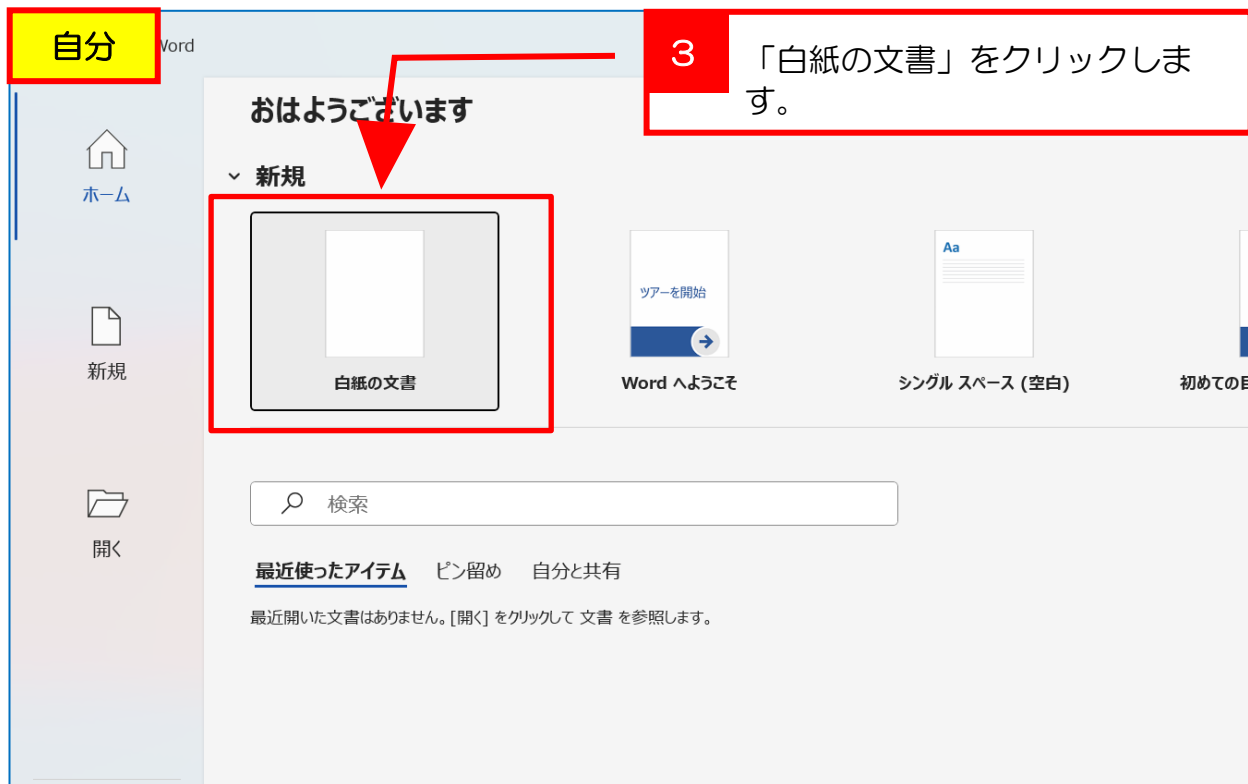 自分
Word
3
「白紙の文書」をクリックしま
す。
おはようございます
新規
ホーム
新規
開く
ツアーを開始
Aa
白紙の文書
Word へようこそ
シングル スペース (空白)
初めての
検索
最近使ったアイテム ピン留め 自分と共有
最近開いた文書はありません。[開く] をクリックして 文書 を参照します。